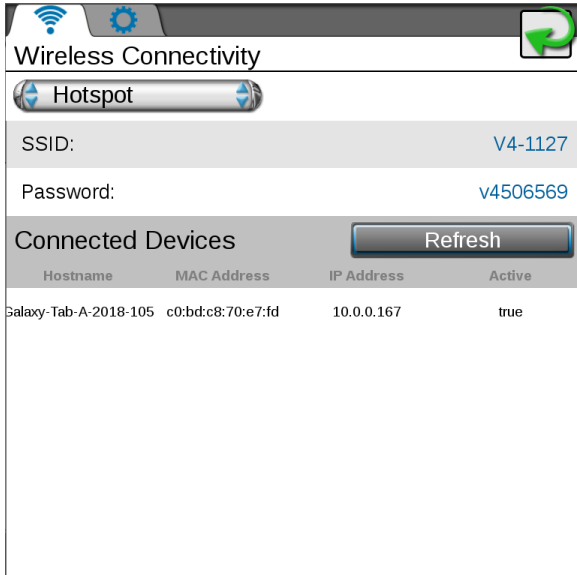 Wireless Connectivity
Hotspot
SSID: V4-1127
Password: v4506569
Connected Devices Refresh
Hostname MAC Address IP Address Active
Galaxy-Tab-A-2018-105 c0:bd:c8:70:e7:fd 10.0.0.167 true